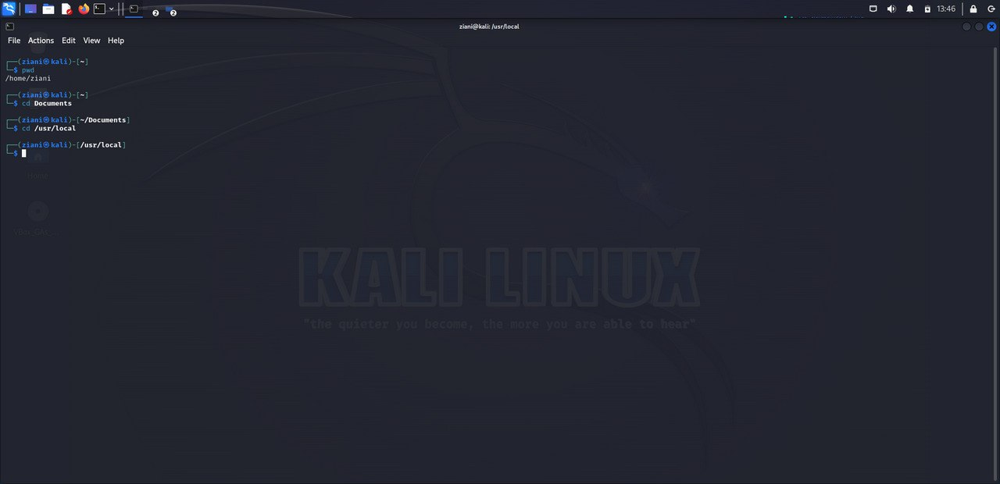 2
2
13:46
ziani@kali: /usr/local
File Actions Edit View Help
┌──(ziani㉿kali)-[~]
└─$ pwd
/home/ziani
┌──(ziani㉿kali)-[~]
└─$ cd Documents
┌──(ziani㉿kali)-[~/Documents]
└─$ cd /usr/local
┌──(ziani㉿kali)-[/usr/local]
└─$
Home
VBox_GAs_...
KALI LINUX
"the quieter you become, the more you are able to hear"